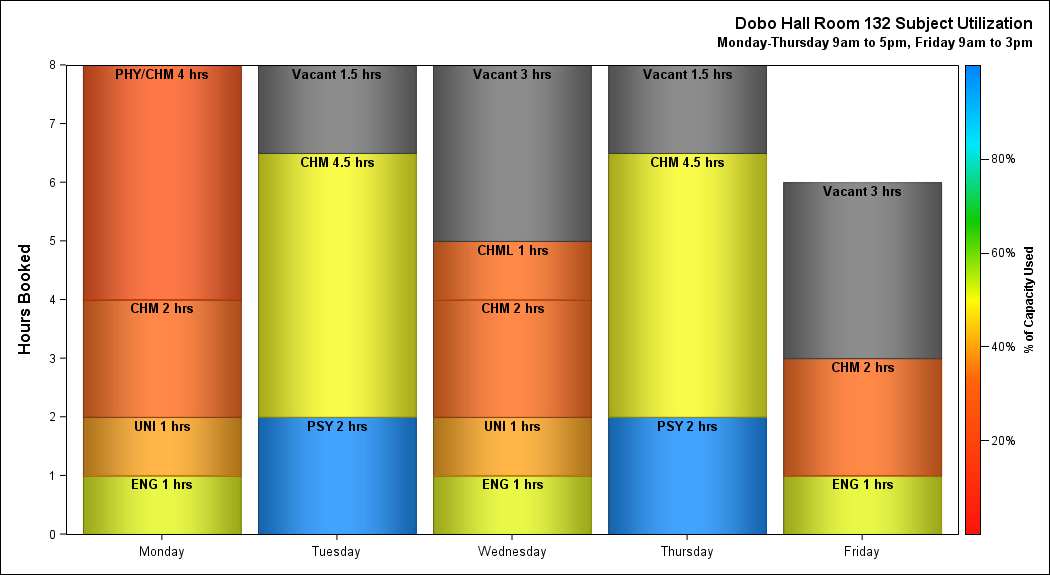 Dobo Hall Room 132 Subject Utilization
Monday-Thursday 9am to 5pm, Friday 9am to 3pm
Hours Booked
8
7
6
5
4
3
2
1
0
PHY/CHM 4 hrs
CHM 2 hrs
UNI 1 hrs
ENG 1 hrs
Vacant 1.5 hrs
CHM 4.5 hrs
PSY 2 hrs
Vacant 3 hrs
CHML 1 hrs
CHM 2 hrs
UNI 1 hrs
ENG 1 hrs
Vacant 1.5 hrs
CHM 4.5 hrs
PSY 2 hrs
Vacant 3 hrs
CHM 2 hrs
ENG 1 hrs
Monday
Tuesday
Wednesday
Thursday
Friday
80%
60%
40%
20%
% of Capacity Used